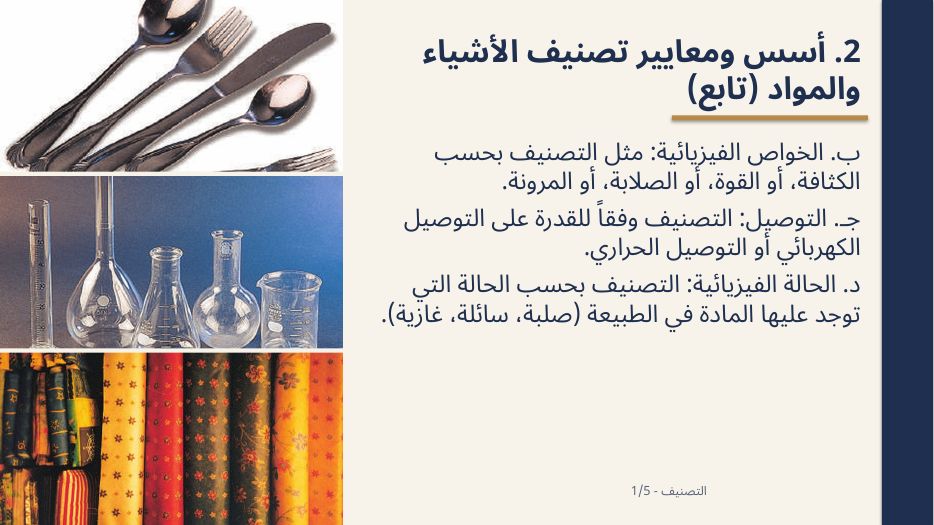 2. أسس ومعايير تصنيف الأشياء
والمواد (تابع)
ب. الخواص الفيزيائية: مثل التصنيف بحسب
الكثافة، أو القوة، أو الصلابة، أو المرونة.
جـ. التوصيل: التصنيف وفقاً للقدرة على التوصيل
الكهربائي أو التوصيل الحراري.
د. الحالة الفيزيائية: التصنيف بحسب الحالة التي
توجد عليها المادة في الطبيعة (صلبة، سائلة، غازية).
التصنيف - 1/5